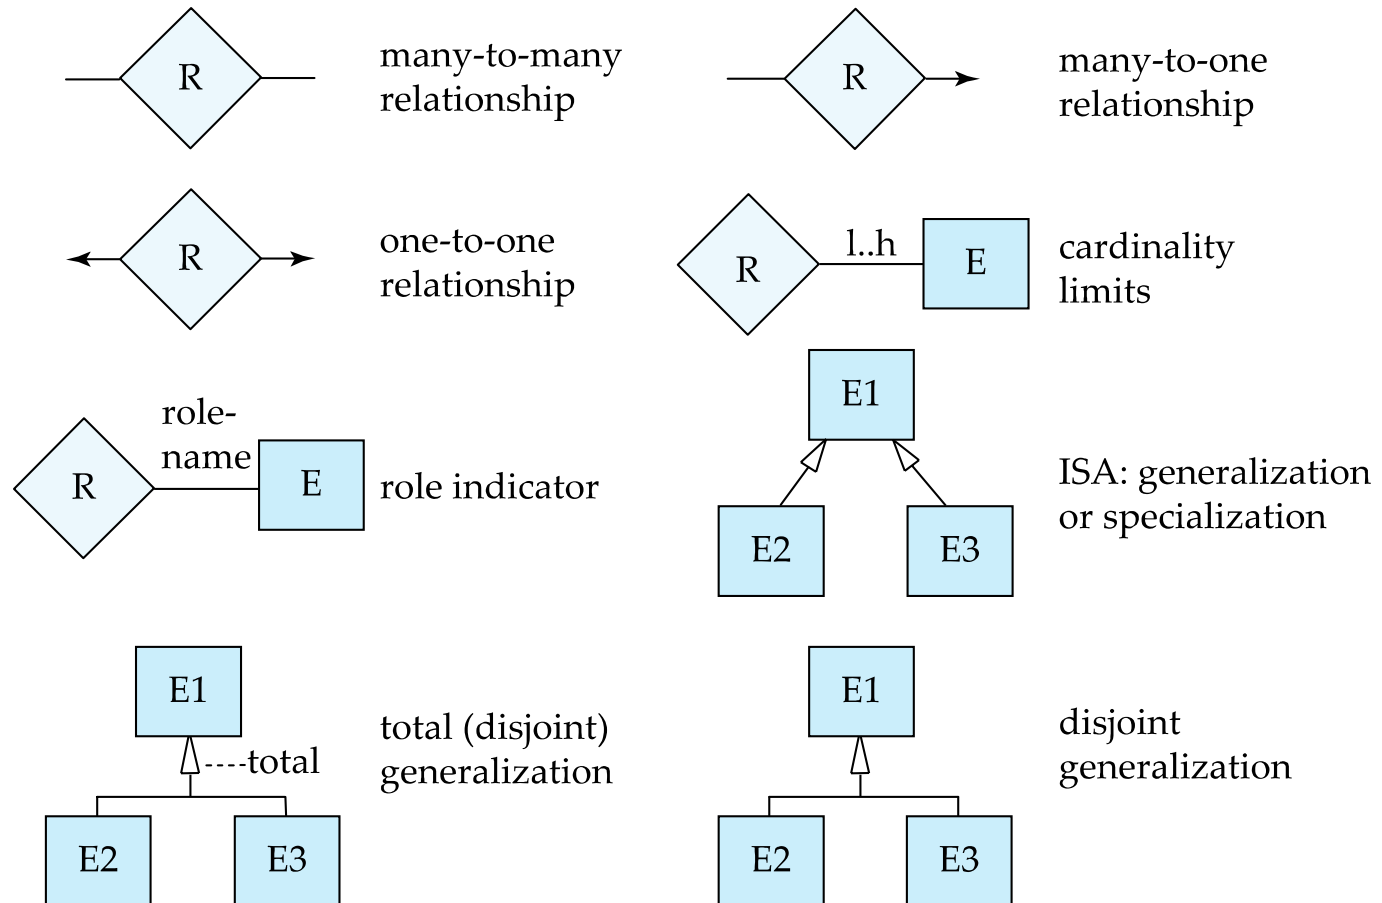 R
many-to-many
relationship
R
many-to-one
relationship
R
one-to-one
relationship
R
l..h
E
cardinality
limits
R
role-
name
E
role indicator
E1
E2
E3
ISA: generalization
or specialization
E1
----total
E2
E3
total (disjoint)
generalization
E1
E2
E3
disjoint
generalization